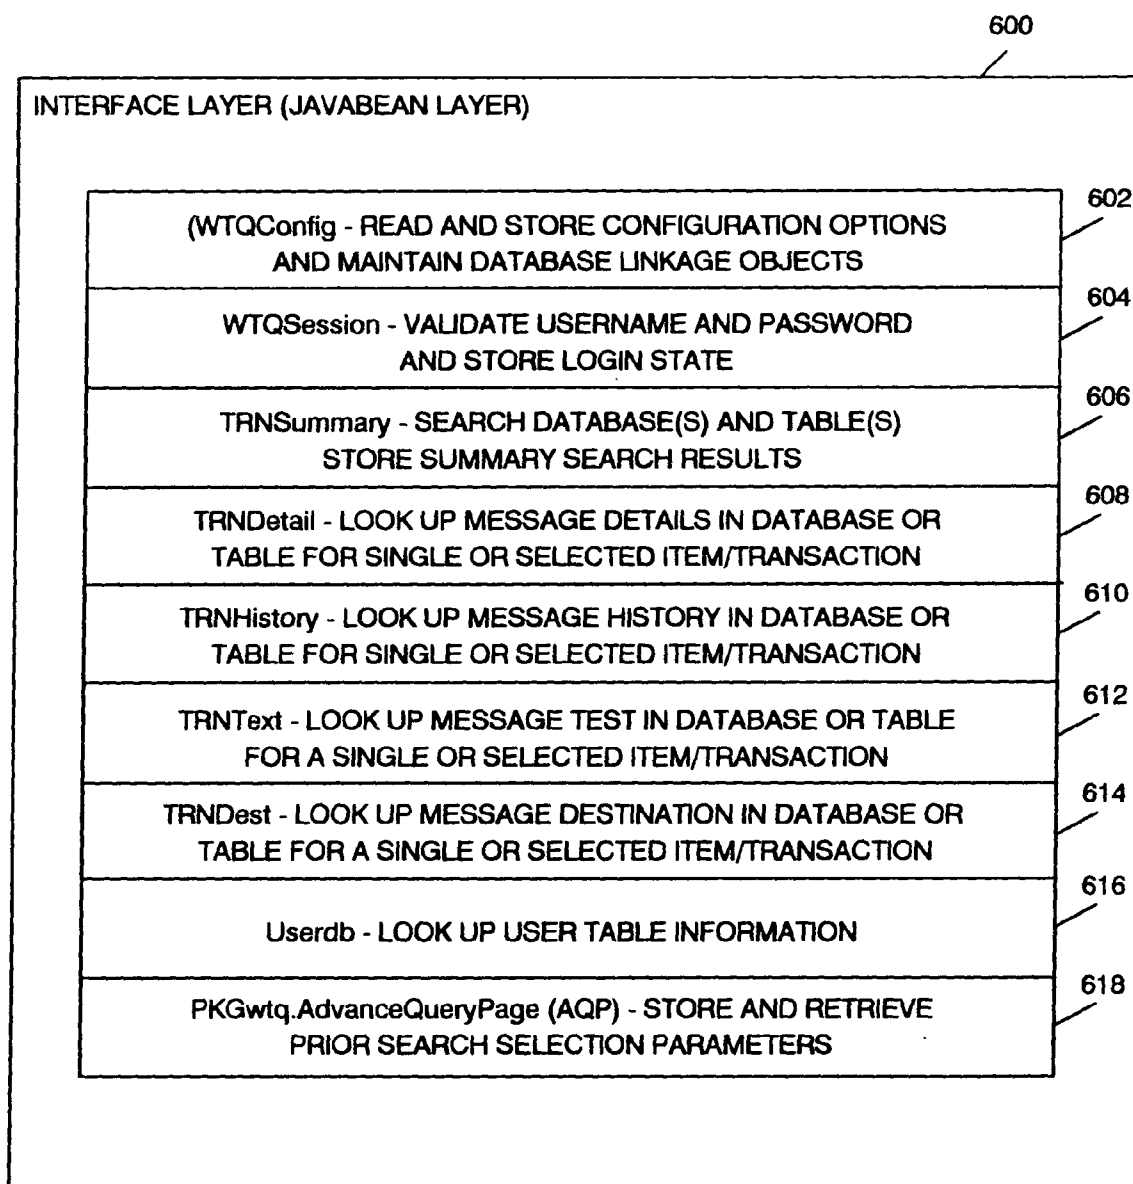 600
INTERFACE LAYER (JAVABEAN LAYER)
602
(WTQConfig - READ AND STORE CONFIGURATION OPTIONS
AND MAINTAIN DATABASE LINKAGE OBJECTS
604
WTQSession - VALIDATE USERNAME AND PASSWORD
AND STORE LOGIN STATE
606
TRNSummary - SEARCH DATABASE(S) AND TABLE(S)
STORE SUMMARY SEARCH RESULTS
608
TRNDetail - LOOK UP MESSAGE DETAILS IN DATABASE OR
TABLE FOR SINGLE OR SELECTED ITEM/TRANSACTION
610
TRNHistory - LOOK UP MESSAGE HISTORY IN DATABASE OR
TABLE FOR SINGLE OR SELECTED ITEM/TRANSACTION
612
TRNText - LOOK UP MESSAGE TEST IN DATABASE OR TABLE
FOR A SINGLE OR SELECTED ITEM/TRANSACTION
614
TRNDest - LOOK UP MESSAGE DESTINATION IN DATABASE OR
TABLE FOR A SINGLE OR SELECTED ITEM/TRANSACTION
616
Userdb - LOOK UP USER TABLE INFORMATION
618
PKGwtq.AdvanceQueryPage (AQP) - STORE AND RETRIEVE
PRIOR SEARCH SELECTION PARAMETERS